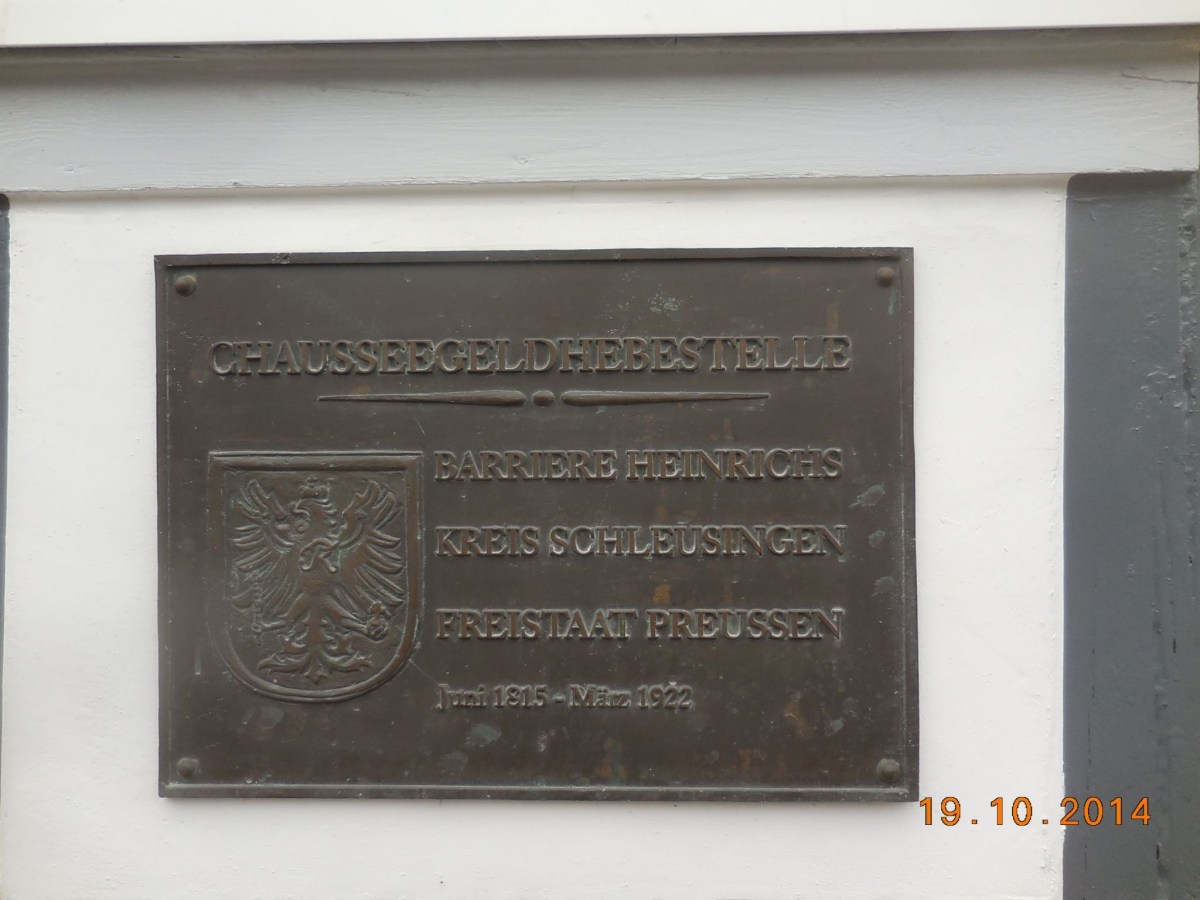 CHAUSSEEGELDHEBESTELLE
BARRIERE HEINRICHS
KREIS SCHLEUSINGEN
FREISTAAT PREUSSEN
Juni 1815 - März 1922
19.10.2014